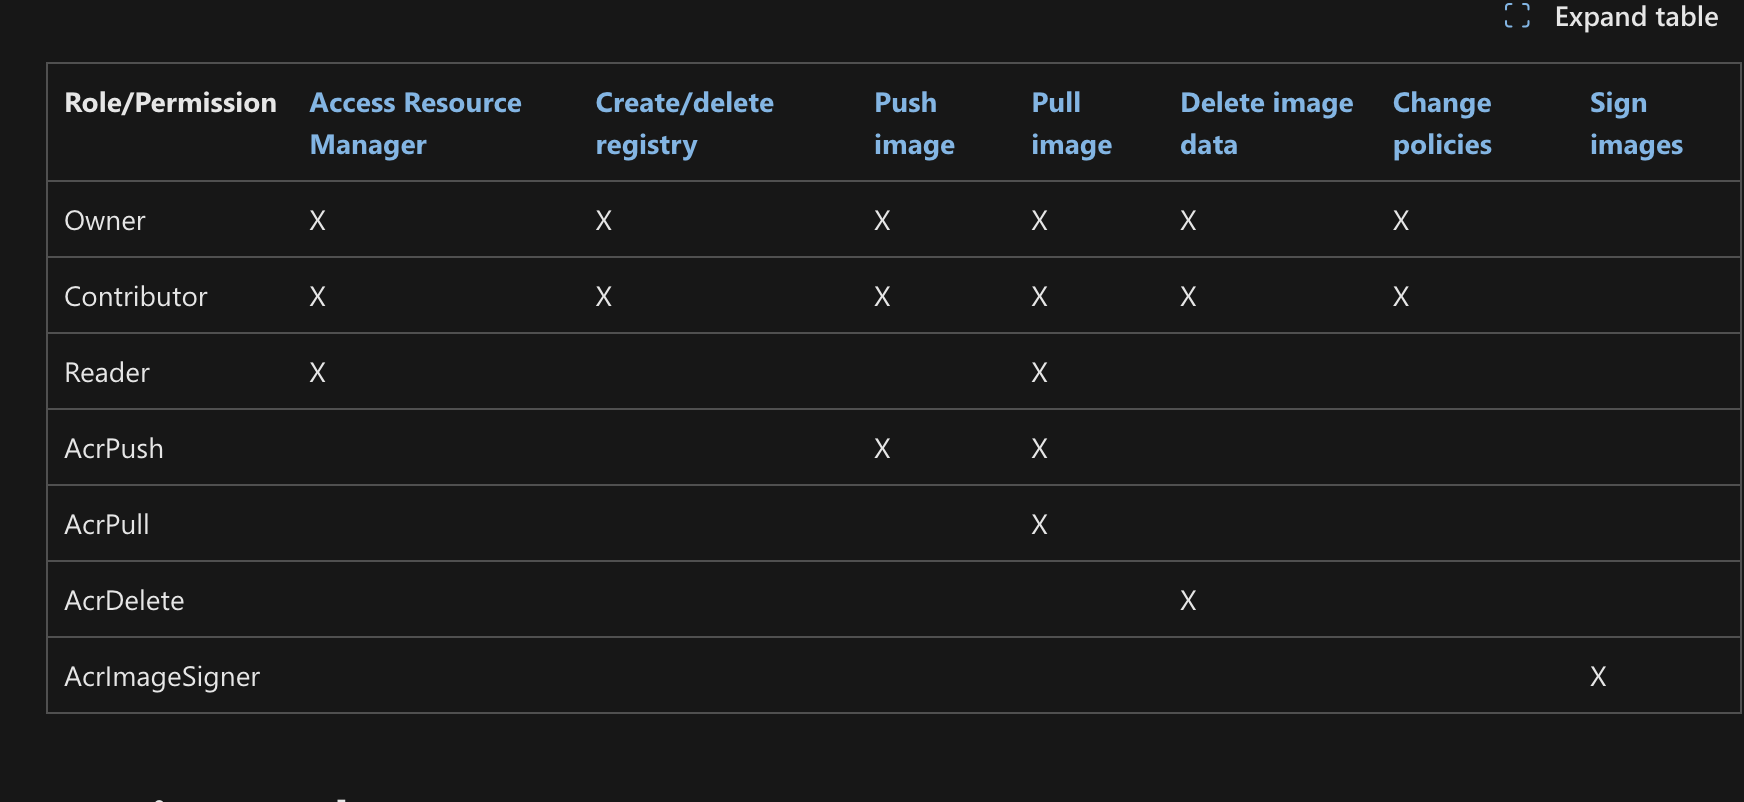 Expand table
Role/Permission Access Resource Manager Create/delete registry Push image Pull image Delete image data Change policies Sign images
Owner X X X X X X
Contributor X X X X X X
Reader X X
AcrPush X X
AcrPull X
AcrDelete X
AcrImageSigner X